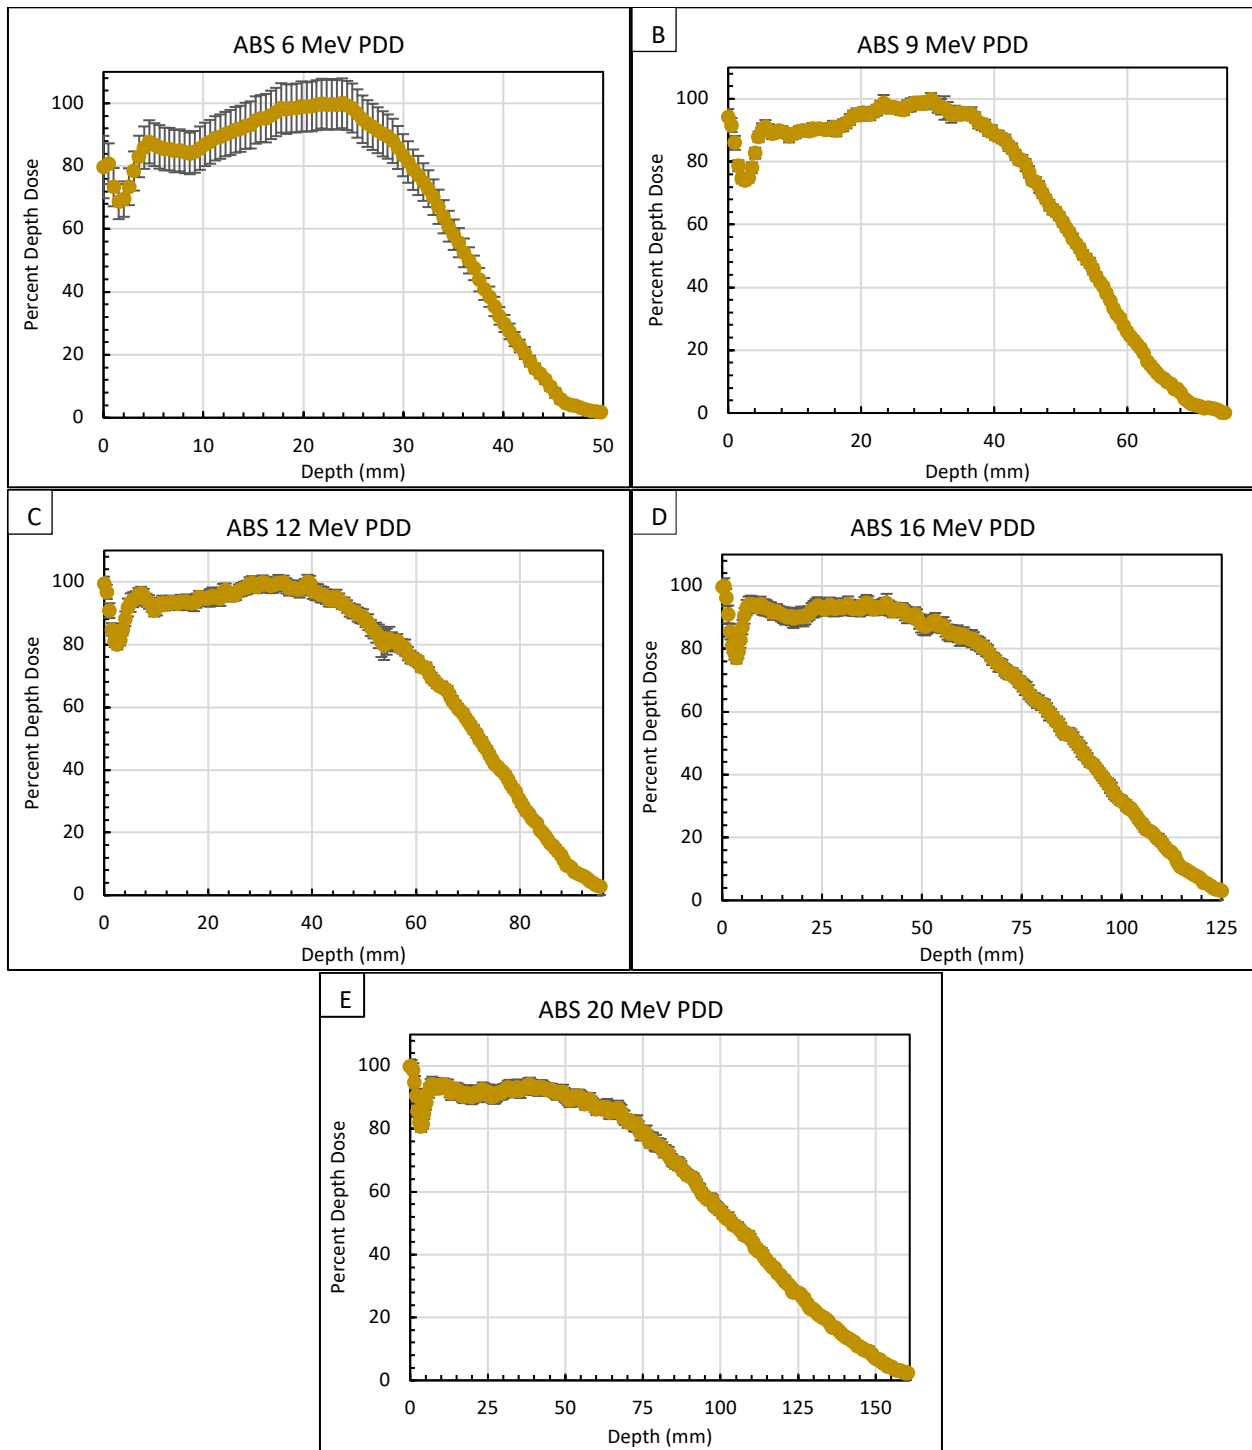 ABS 6 MeV PDD
Percent Depth Dose
100
80
60
40
20
0
0 10 20 30 40 50
Depth (mm)
B
ABS 9 MeV PDD
Percent Depth Dose
100
80
60
40
20
0
0 20 40 60
Depth (mm)
C
ABS 12 MeV PDD
Percent Depth Dose
100
80
60
40
20
0
0 20 40 60 80
Depth (mm)
D
ABS 16 MeV PDD
Percent Depth Dose
100
80
60
40
20
0
0 25 50 75 100 125
Depth (mm)
E
ABS 20 MeV PDD
Percent Depth Dose
100
80
60
40
20
0
0 25 50 75 100 125 150
Depth (mm)